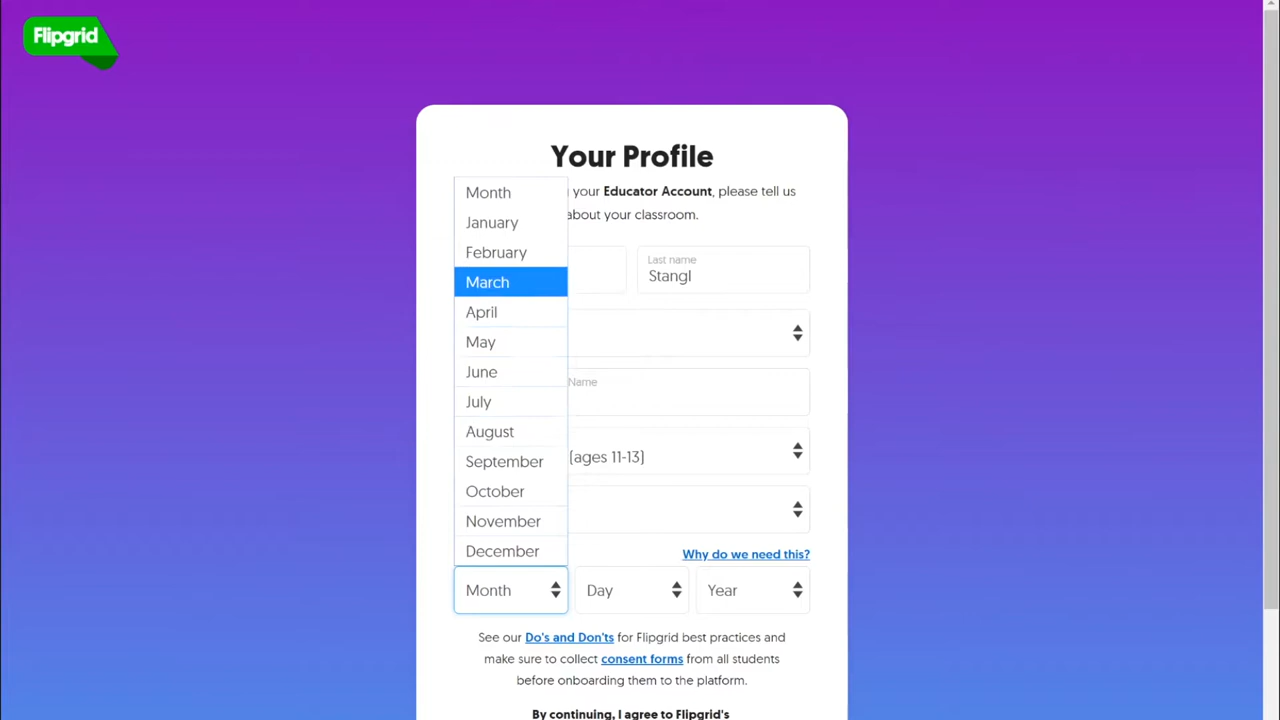 Flipgrid
Your Profile
your Educator Account, please tell us
about your classroom.
Month
January
February
March
April
May
June
July
August
September
October
November
December
Last name
Stangl
Name
(ages 11-13)
Why do we need this?
Month
Day
Year
See our Do's and Don'ts for Flipgrid best practices and
make sure to collect consent forms from all students
before onboarding them to the platform.
By continuing, I agree to Flipgrid's